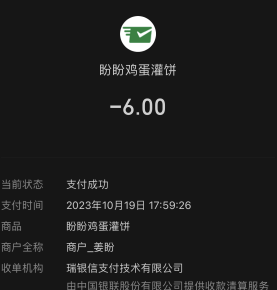 盼盼鸡蛋灌饼
-6.00
当前状态 支付成功
支付时间 2023年10月19日 17:59:26
商品 盼盼鸡蛋灌饼
商户全称 商户_姜盼
收单机构 瑞银信支付技术有限公司
由中国银联股份有限公司提供收款清算服务